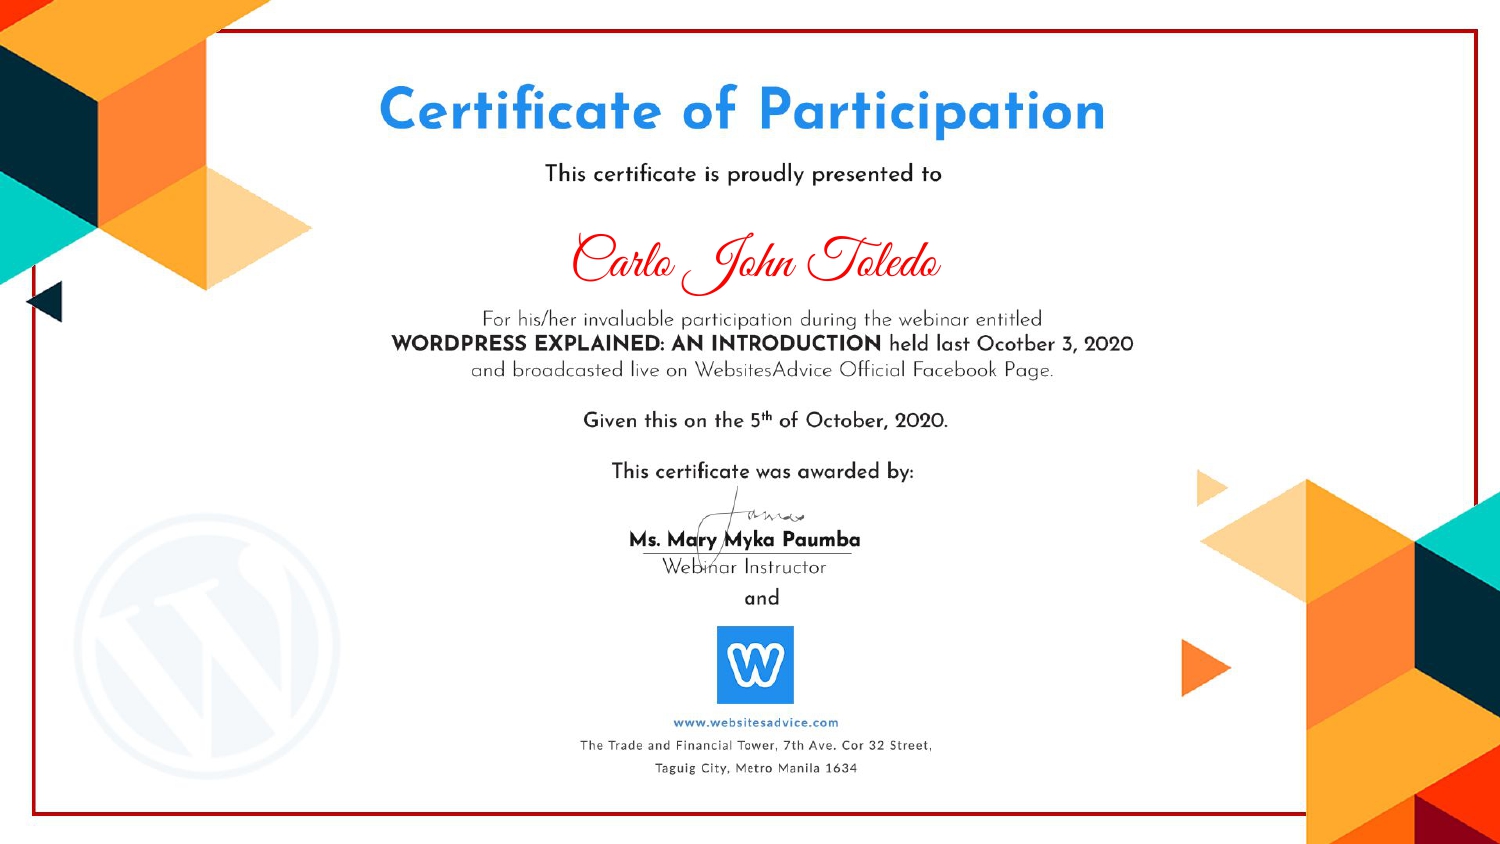 Certificate of Participation
This certificate is proudly presented to
Carlo John Toledo
For his/her invaluable participation during the webinar entitled
WORDPRESS EXPLAINED: AN INTRODUCTION held last Ocotber 3, 2020
and broadcasted live on WebsitesAdvice Official Facebook Page.
Given this on the 5th of October, 2020.
This certificate was awarded by:
Ms. Mary Myka Paumba
Webinar Instructor
and
W
www.websitesadvice.com
The Trade and Financial Tower, 7th Ave. Cor 32 Street,
Taguig City, Metro Manila 1634
W